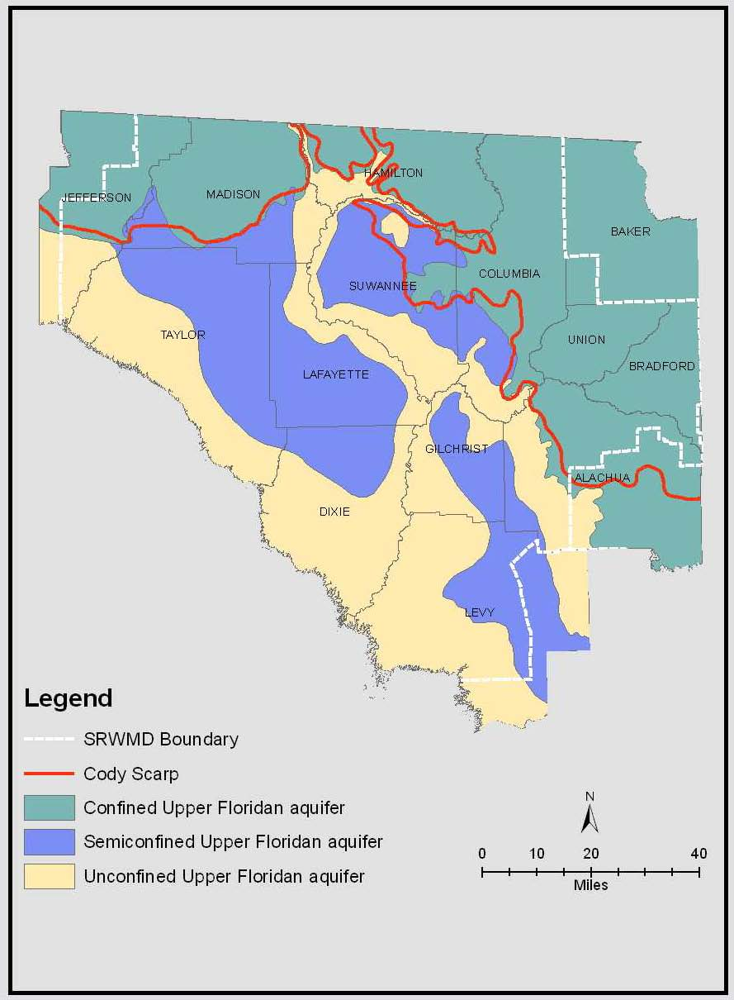 HAMILTON
JEFFERSON
MADISON
BAKER
COLUMBIA
SUWANNEE
TAYLOR
UNION
BRADFORD
LAFAYETTE
GILCHRIST
ALACHUA
DIXIE
LEVY
Legend
SRWMD Boundary
Cody Scarp
Confined Upper Floridan aquifer
Semiconfined Upper Floridan aquifer
Unconfined Upper Floridan aquifer
N
0 10 20 40
Miles